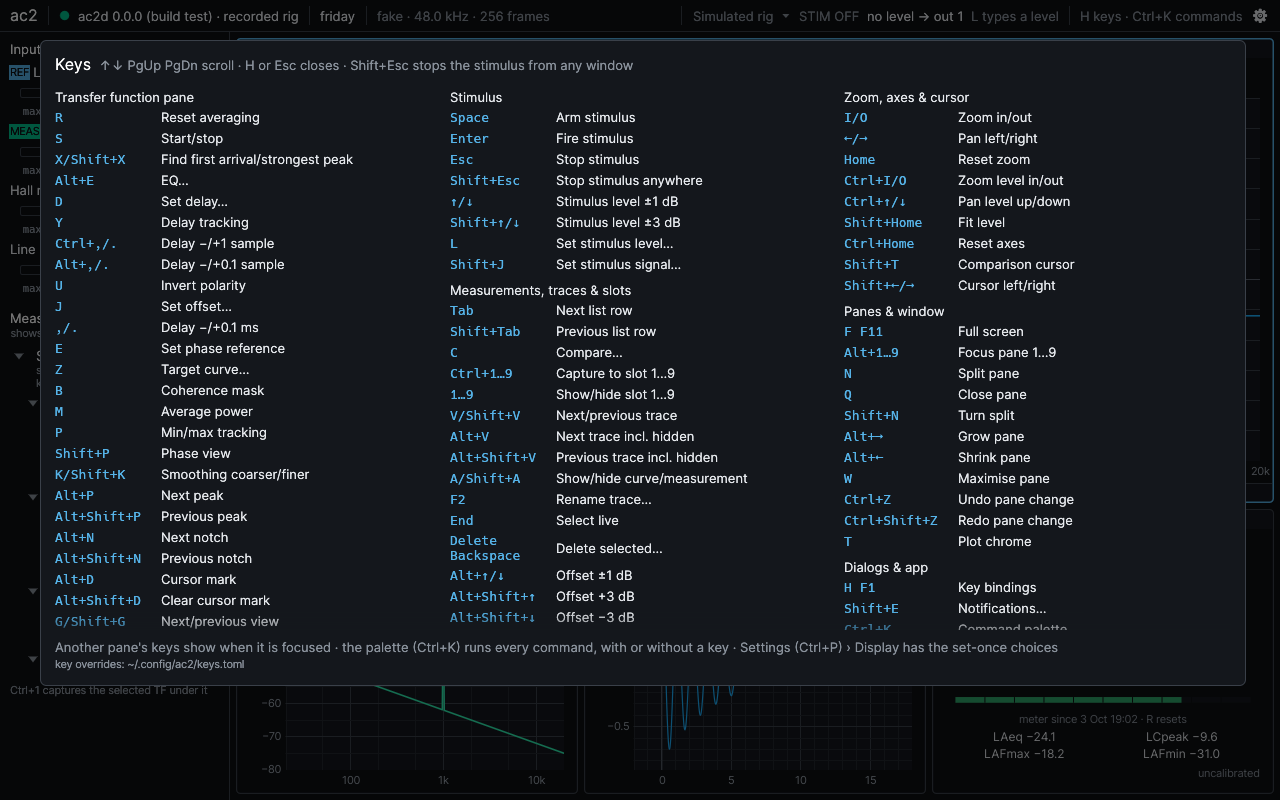 ac2 ac2d 0.0.0 (build test) · recorded rig friday fake · 48.0 kHz · 256 frames Simulated rig STIM OFF no level → out 1 L types a level H keys · Ctrl+K commands
Keys ↑↓ PgUp PgDn scroll · H or Esc closes · Shift+Esc stops the stimulus from any window
Transfer function pane
R Reset averaging
S Start/stop
X/Shift+X Find first arrival/strongest peak
Alt+E EQ...
D Set delay...
Y Delay tracking
Ctrl+,/. Delay −/+1 sample
Alt+,/. Delay −/+0.1 sample
U Invert polarity
J Set offset...
,/. Delay −/+0.1 ms
E Set phase reference
Z Target curve...
B Coherence mask
M Average power
P Min/max tracking
Shift+P Phase view
K/Shift+K Smoothing coarser/finer
Alt+P Next peak
Alt+Shift+P Previous peak
Alt+N Next notch
Alt+Shift+N Previous notch
Alt+D Cursor mark
Alt+Shift+D Clear cursor mark
G/Shift+G Next/previous view
Stimulus
Space Arm stimulus
Enter Fire stimulus
Esc Stop stimulus
Shift+Esc Stop stimulus anywhere
↑/↓ Stimulus level ±1 dB
Shift+↑/↓ Stimulus level ±3 dB
L Set stimulus level...
Shift+J Set stimulus signal...
Measurements, traces & slots
Tab Next list row
Shift+Tab Previous list row
C Compare...
Ctrl+1…9 Capture to slot 1…9
1…9 Show/hide slot 1…9
V/Shift+V Next/previous trace
Alt+V Next trace incl. hidden
Alt+Shift+V Previous trace incl. hidden
A/Shift+A Show/hide curve/measurement
F2 Rename trace...
End Select live
Delete
Backspace Delete selected...
Alt+↑/↓ Offset ±1 dB
Alt+Shift+↑ Offset +3 dB
Alt+Shift+↓ Offset −3 dB
Zoom, axes & cursor
I/O Zoom in/out
←/→ Pan left/right
Home Reset zoom
Ctrl+I/O Zoom level in/out
Ctrl+↑/↓ Pan level up/down
Shift+Home Fit level
Ctrl+Home Reset axes
Shift+T Comparison cursor
Shift+←/→ Cursor left/right
Panes & window
F F11 Full screen
Alt+1…9 Focus pane 1…9
N Split pane
Q Close pane
Shift+N Turn split
Alt+→ Grow pane
Alt+← Shrink pane
W Maximise pane
Ctrl+Z Undo pane change
Ctrl+Shift+Z Redo pane change
T Plot chrome
Dialogs & app
H F1 Key bindings
Shift+E Notifications...
Ctrl+K Command palette
Another pane's keys show when it is focused · the palette (Ctrl+K) runs every command, with or without a key · Settings (Ctrl+P) › Display has the set-once choices
key overrides: ~/.config/ac2/keys.toml
Input
REF L
max
MEAS
max
Hall
max
Line
max
Meas
shows
Ctrl+1 captures the selected TF under it
20k
−60
−70
−80
100 1k 10k
−0.5
0 5 10 15
meter since 3 Oct 19:02 · R resets
LAeq −24.1 LCpeak −9.6
LAFmax −18.2 LAFmin −31.0
uncalibrated